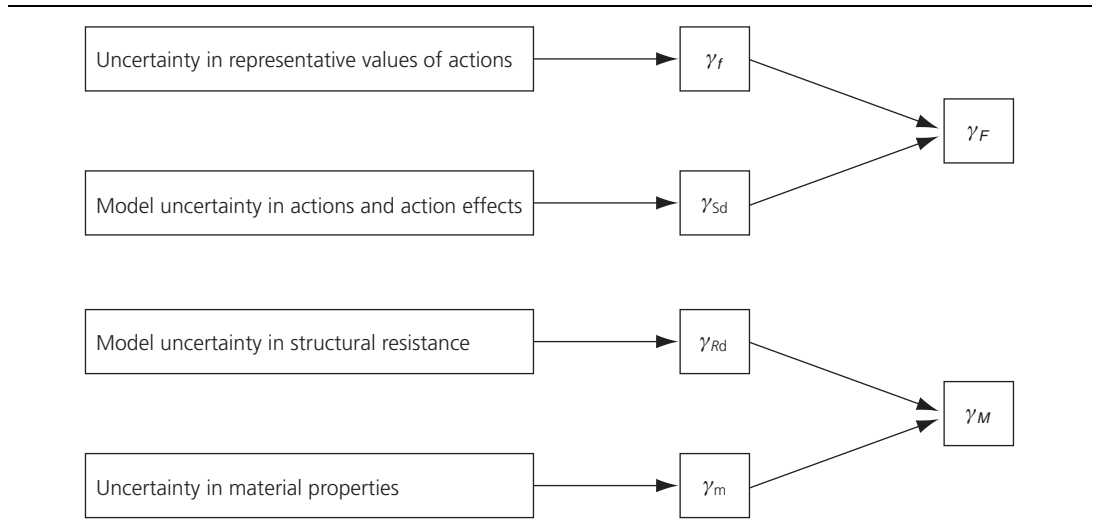 Uncertainty in representative values of actions
γf
γF
Model uncertainty in actions and action effects
γSd
Model uncertainty in structural resistance
γRd
γM
Uncertainty in material properties
γm